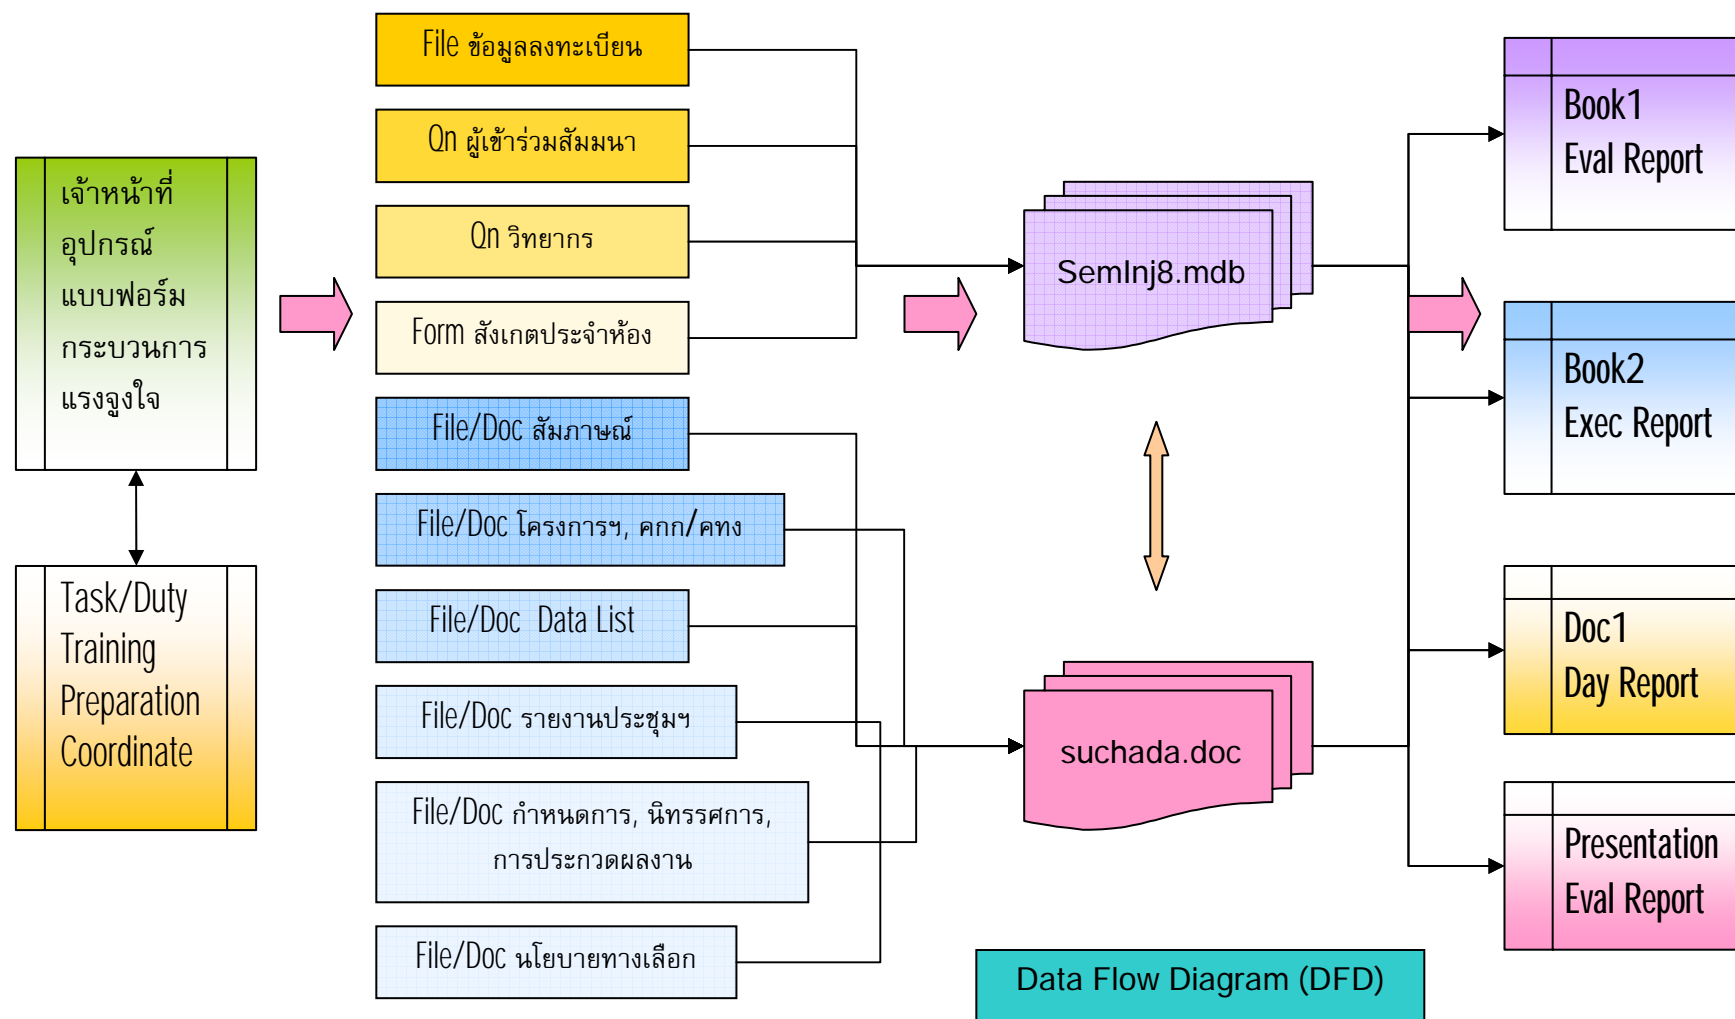 เจ้าหน้าที่
อุปกรณ์
แบบฟอร์ม
กระบวนการ
แรงจูงใจ
Task/Duty
Training
Preparation
Coordinate
File ข้อมูลลงทะเบียน
Qn ผู้เข้าร่วมสัมมนา
Qn วิทยากร
Form สังเกตประจำห้อง
File/Doc สัมภาษณ์
File/Doc โครงการฯ, คกก/คทง
File/Doc Data List
File/Doc รายงานประชุมฯ
File/Doc กำหนดการ, นิทรรศการ,
การประกวดผลงาน
File/Doc นโยบายทางเลือก
SemInj8.mdb
suchada.doc
Data Flow Diagram (DFD)
Book1
Eval Report
Book2
Exec Report
Doc1
Day Report
Presentation
Eval Report